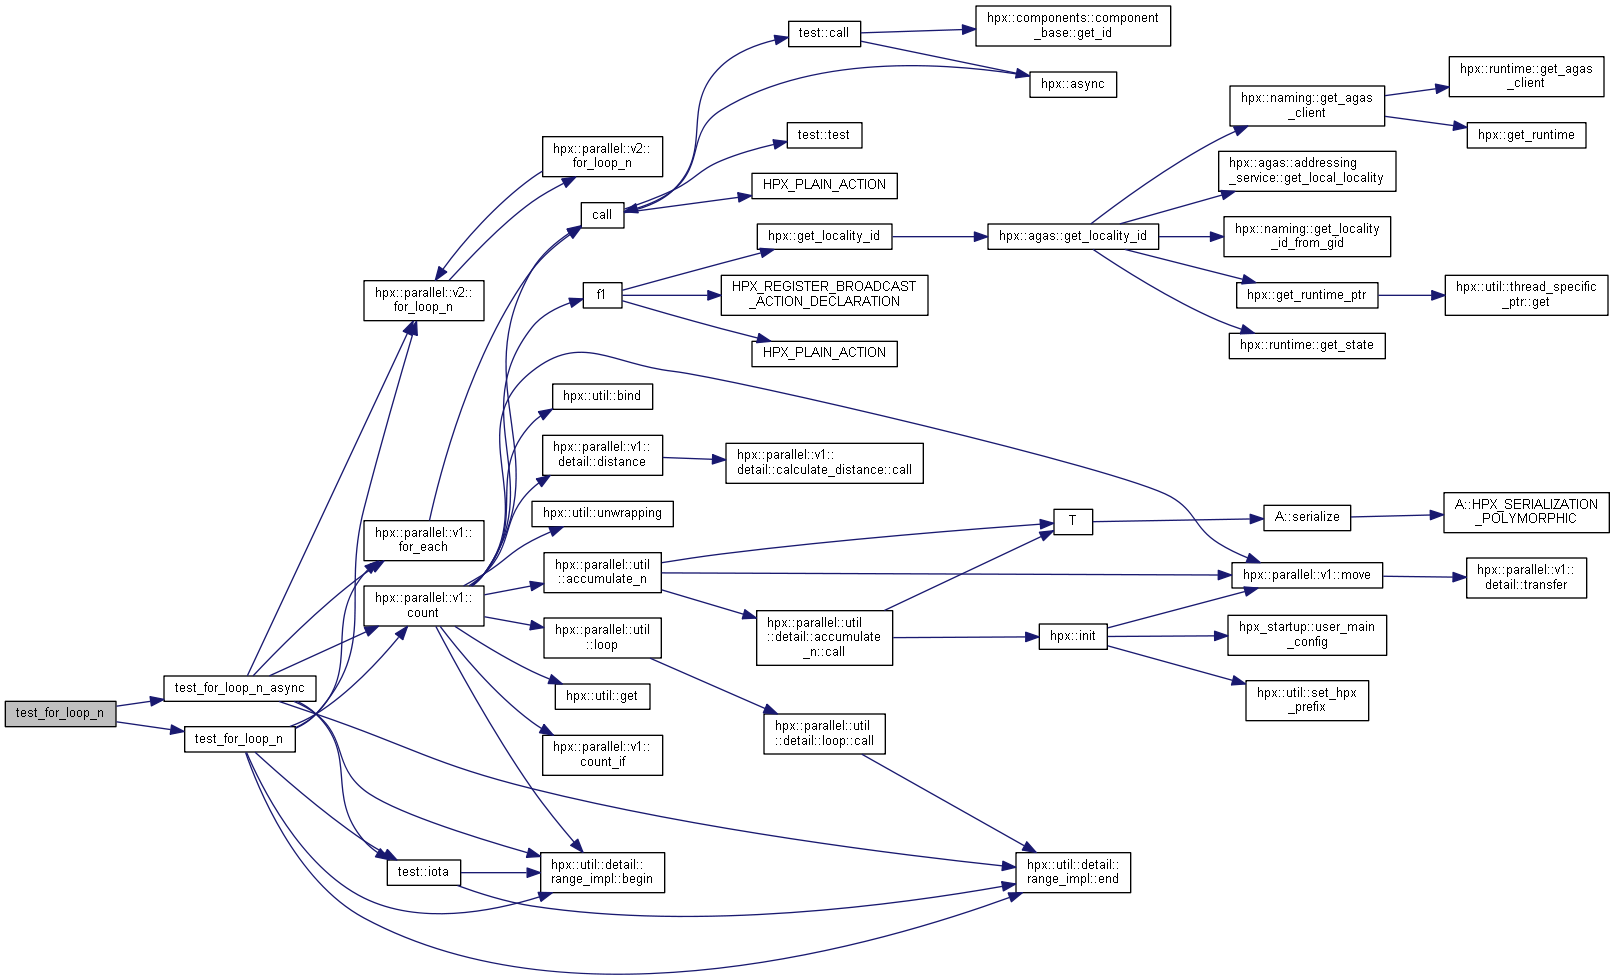 test_for_loop_n
test_for_loop_n_async
test_for_loop_n
hpx::parallel::v2::
for_loop_n
hpx::parallel::v1::
for_each
hpx::parallel::v1::
count
test::iota
hpx::parallel::v2::
for_loop_n
call
f1
hpx::util::bind
hpx::parallel::v1::
detail::distance
hpx::util::unwrapping
hpx::parallel::util
::accumulate_n
hpx::parallel::util
::loop
hpx::util::get
hpx::parallel::v1::
count_if
hpx::util::detail::
range_impl::begin
test::call
test::test
HPX_PLAIN_ACTION
hpx::get_locality_id
HPX_REGISTER_BROADCAST
_ACTION_DECLARATION
HPX_PLAIN_ACTION
hpx::parallel::v1::
detail::calculate_distance::call
hpx::parallel::util
::detail::accumulate
_n::call
hpx::parallel::util
::detail::loop::call
hpx::components::component
_base::get_id
hpx::async
hpx::agas::get_locality_id
T
hpx::init
hpx::util::detail::
range_impl::end
hpx::naming::get_agas
_client
hpx::agas::addressing
_service::get_local_locality
hpx::naming::get_locality
_id_from_gid
hpx::get_runtime_ptr
hpx::runtime::get_state
A::serialize
hpx::parallel::v1::move
hpx_startup::user_main
_config
hpx::util::set_hpx
_prefix
hpx::runtime::get_agas
_client
hpx::get_runtime
hpx::util::thread_specific
_ptr::get
A::HPX_SERIALIZATION
_POLYMORPHIC
hpx::parallel::v1::
detail::transfer